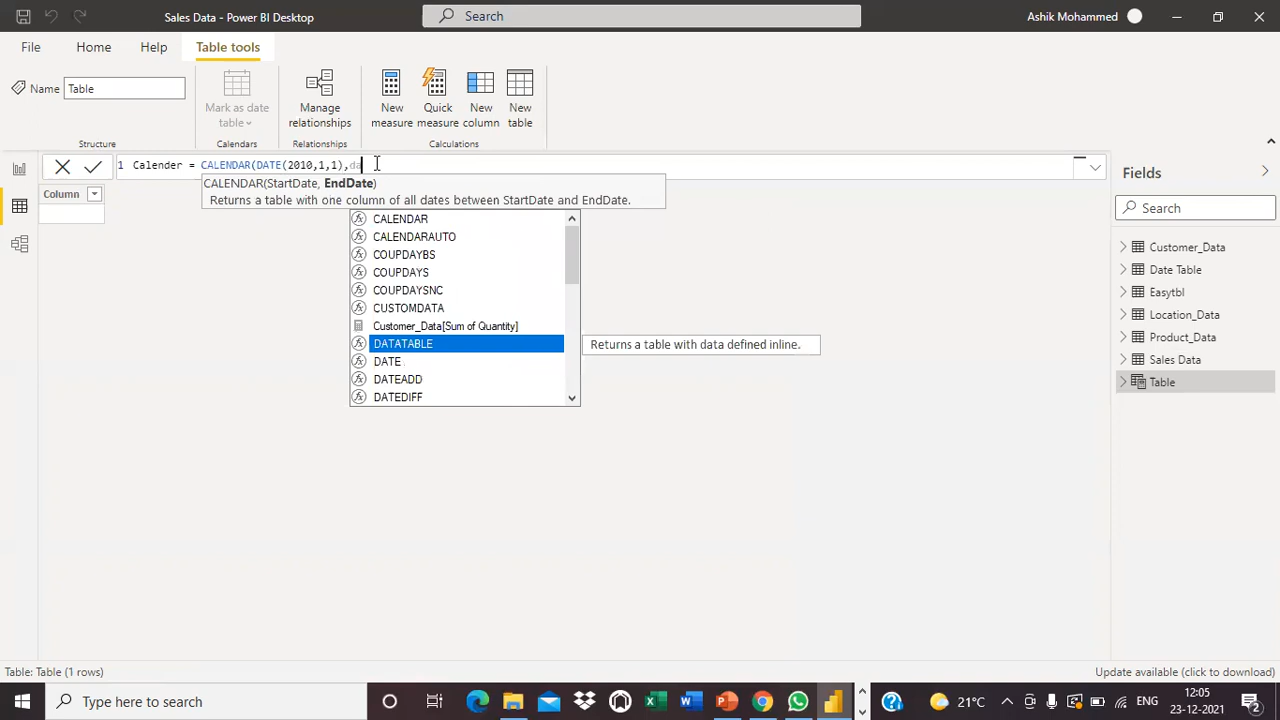 Sales Data - Power BI Desktop
Search
Ashik Mohammed
File
Home
Help
Table tools
Name
Table
Mark as date table
Manage relationships
New measure
Quick measure
New column
New table
Structure
Calendars
Relationships
Calculations
1 Calender = CALENDAR(DATE(2010,1,1),da
CALENDAR(StartDate, EndDate)
Returns a table with one column of all dates between StartDate and EndDate.
Column
CALENDAR
CALENDARAUTO
COUPDAYBS
COUPDAYS
COUPDAYSNC
CUSTOMDATA
Customer_Data[Sum of Quantity]
DATATABLE
Returns a table with data defined inline.
DATE
DATEADD
DATEDIFF
Fields
Search
Customer_Data
Date Table
Easytbl
Location_Data
Product_Data
Sales Data
Table
Table: Table (1 rows)
Update available (click to download)
Type here to search
21°C
ENG
12:05
23-12-2021
2